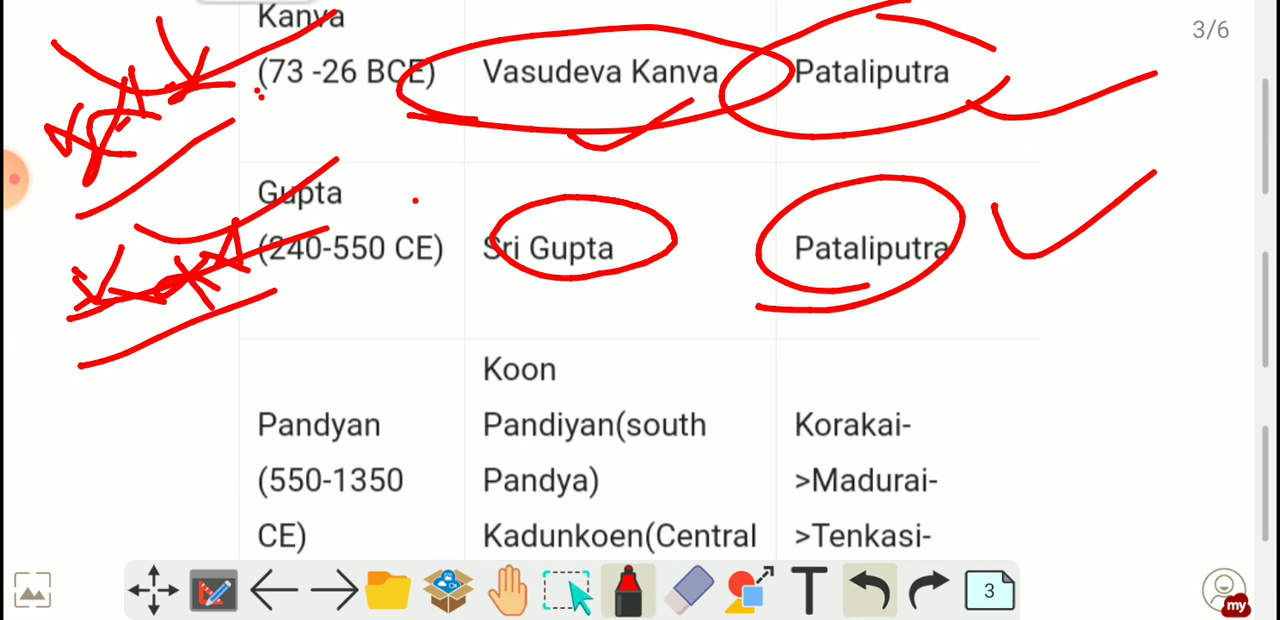 Kanva
3/6
(73 -26 BCE) Vasudeva Kanva Pataliputra
Gupta
(240-550 CE) Sri Gupta Pataliputra
Koon
Pandyan Pandiyan(south Korakai-
(550-1350 Pandya) >Madurai-
CE) Kadunkoen(Central >Tenkasi-
T 3
my